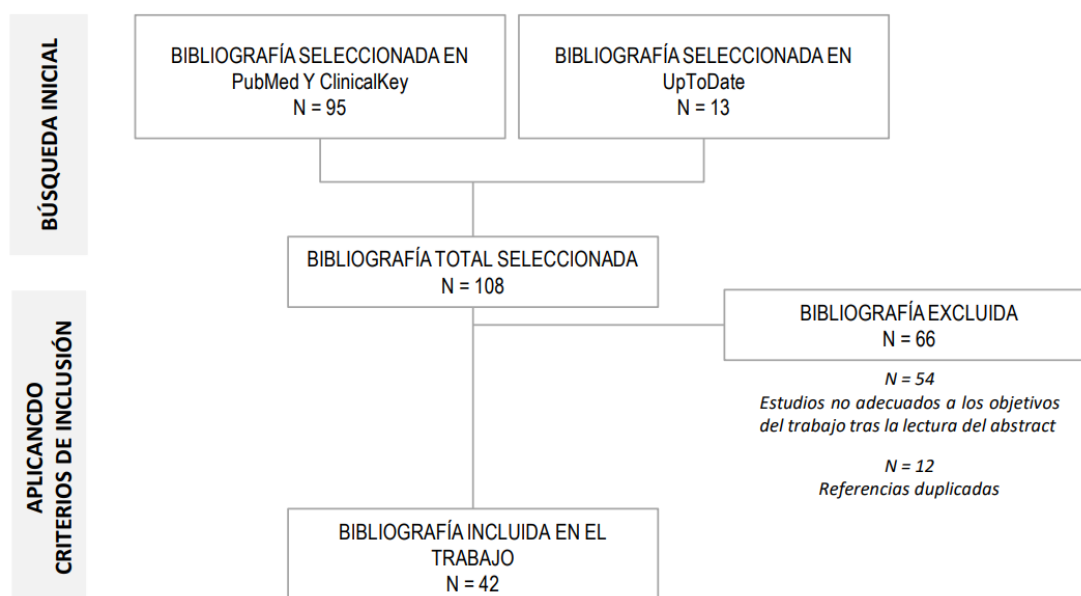 BÚSQUEDA INICIAL
BIBLIOGRAFÍA SELECCIONADA EN
PubMed Y ClinicalKey
N = 95
BIBLIOGRAFÍA SELECCIONADA EN
UpToDate
N = 13
BIBLIOGRAFÍA TOTAL SELECCIONADA
N = 108
APLICANCDO
CRITERIOS DE INCLUSIÓN
BIBLIOGRAFÍA EXCLUIDA
N = 66
N = 54
Estudios no adecuados a los objetivos
del trabajo tras la lectura del abstract
N = 12
Referencias duplicadas
BIBLIOGRAFÍA INCLUIDA EN EL
TRABAJO
N = 42